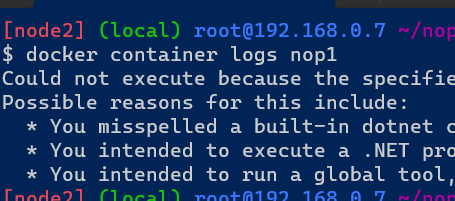 [node2] (local) root@192.168.0.7 ~/nop
$ docker container logs nop1
Could not execute because the specifie
Possible reasons for this include:
* You misspelled a built-in dotnet c
* You intended to execute a .NET pro
* You intended to run a global tool,
[node2] (local) root@192.168.0.7 ~/nop